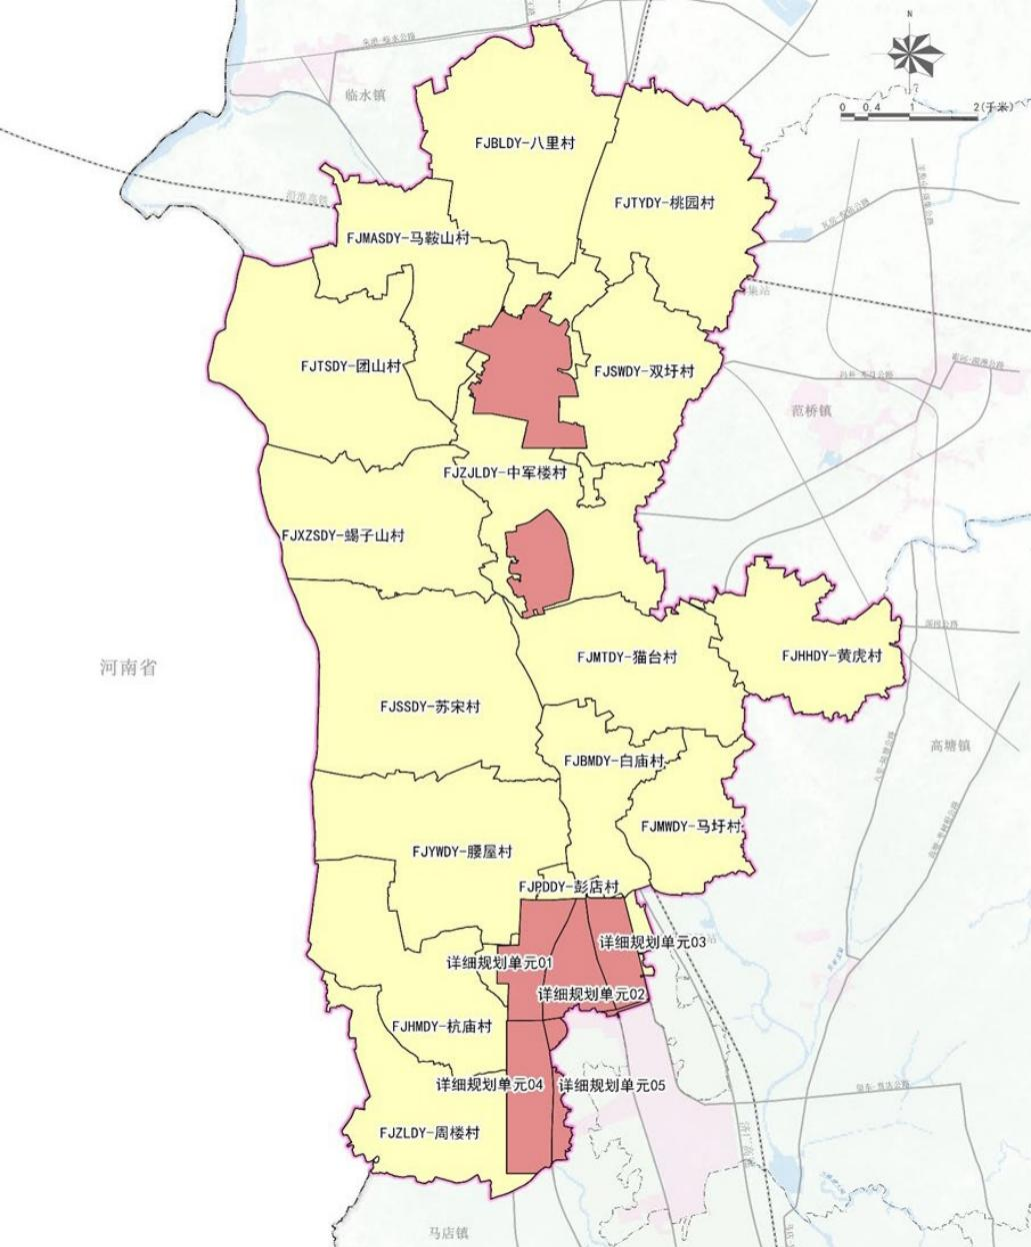 N
0 0.4 1 2(千米)
临水镇
FJBLDY-八里村
FJTYDY-桃园村
FJMASDY-马鞍山村
FJTSDY-团山村
FJSWDY-双圩村
范桥镇
FJZJLDY-中军楼村
FJXZSDY-蝎子山村
河南省
FJMTDY-猫台村
FJHHDY-黄虎村
FJSSDY-苏宋村
高塘镇
FJBMDY-白庙村
FJMWDY-马圩村
FJYWDY-腰屋村
FJPDDY-彭店村
详细规划单元03
详细规划单元01
详细规划单元02
FJHMDY-杭庙村
详细规划单元04
详细规划单元05
FJZLDY-周楼村
马店镇